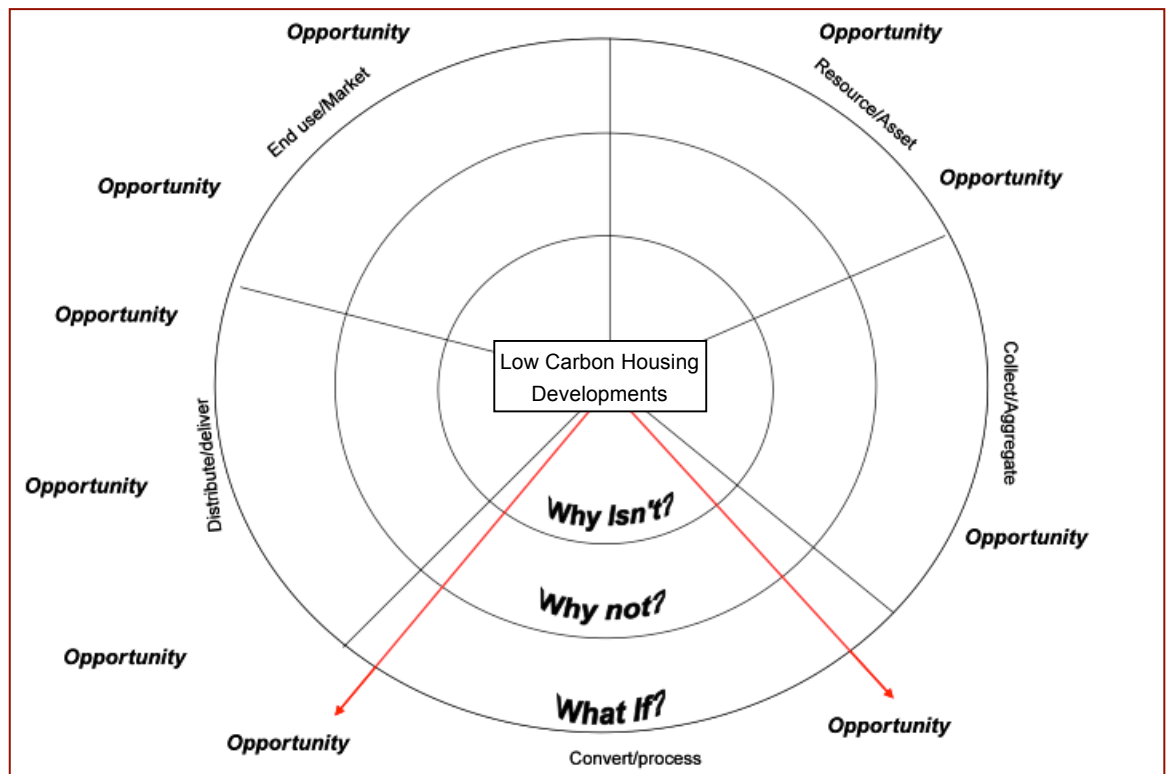 Opportunity
Opportunity
End use/Market
Resource/Asset
Opportunity
Opportunity
Opportunity
Low Carbon Housing
Developments
Collect/Aggregate
Distribute/deliver
Opportunity
Why Isn't?
Opportunity
Why not?
Opportunity
What If?
Opportunity
Opportunity
Convert/process